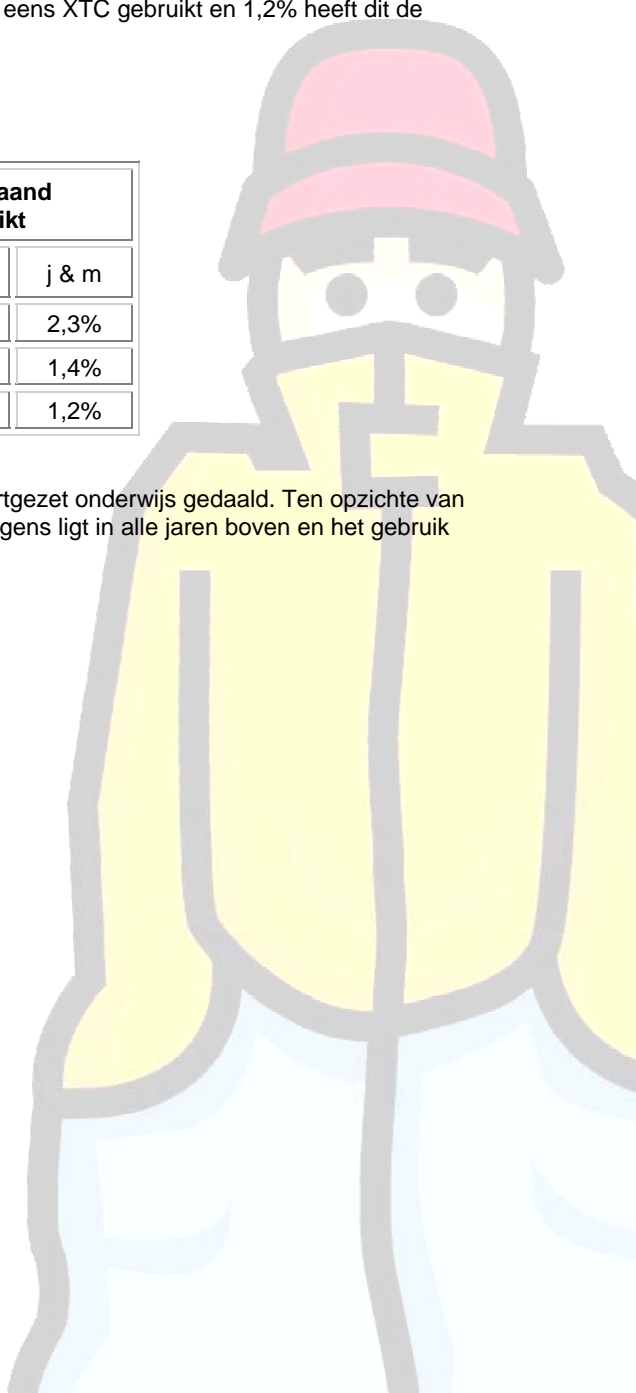 eens XTC gebruikt en 1,2% heeft dit de
aand
ikt
j & m
2,3%
1,4%
1,2%
rtgezet onderwijs gedaald. Ten opzichte van
gens ligt in alle jaren boven en het gebruik